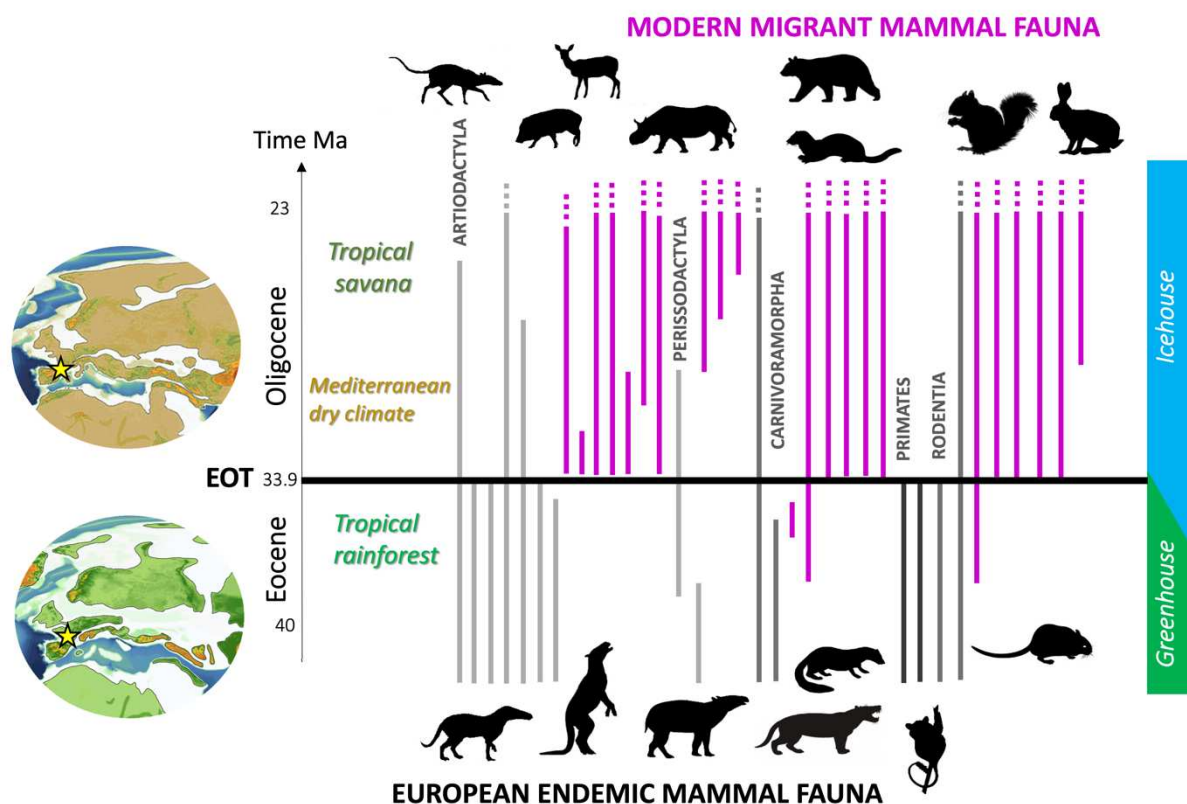 MODERN MIGRANT MAMMAL FAUNA
Time Ma
23
Oligocene
Tropical
savana
Mediterranean
dry climate
ARTIODACTYLA
PERISSODACTYLA
CARNIVORAMORPHA
PRIMATES
RODENTIA
Icehouse
EOT
33.9
Eocene
Tropical
rainforest
40
Greenhouse
EUROPEAN ENDEMIC MAMMAL FAUNA